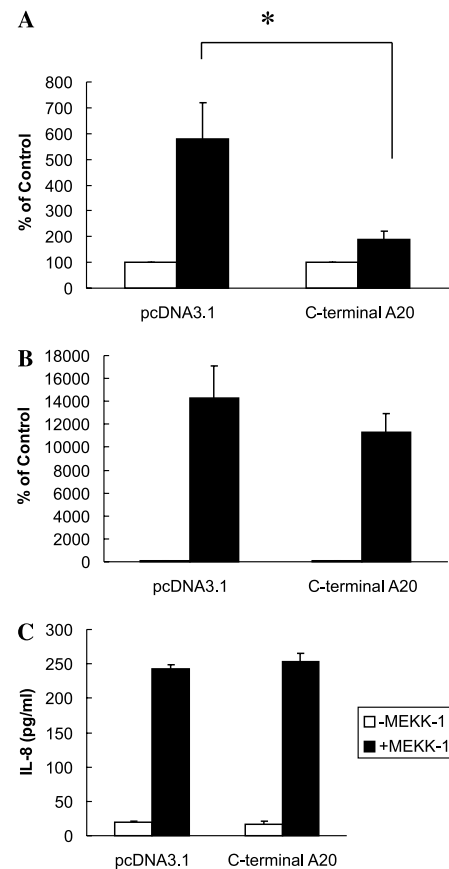 A
*
% of Control
800
700
600
500
400
300
200
100
0
pcDNA3.1 C-terminal A20
B
% of Control
18000
16000
14000
12000
10000
8000
6000
4000
2000
0
pcDNA3.1 C-terminal A20
C
IL-8 (pg/ml)
300
250
200
150
100
50
0
pcDNA3.1 C-terminal A20
-MEKK-1
+MEKK-1